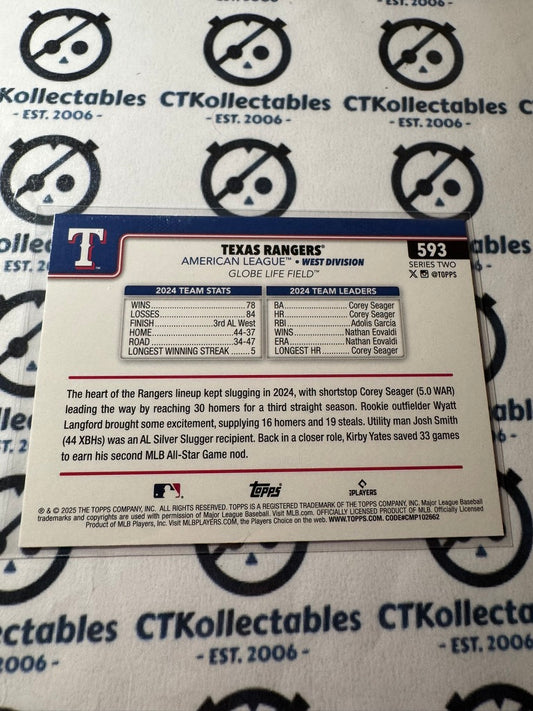 EST. 2006 -
CTKollectables
Kollectables CTKollectables CTKollectables C
- EST. 2006 - - EST. 2006 - - EST. 2006 -
T
TEXAS RANGERS®
AMERICAN LEAGUE™ • WEST DIVISION
GLOBE LIFE FIELD™
593
SERIES TWO
@TOPPS
2024 TEAM STATS
WINS 78
LOSSES 84
FINISH 3rd AL West
HOME 44-37
ROAD 34-47
LONGEST WINNING STREAK 5
2024 TEAM LEADERS
BA Corey Seager
HR Corey Seager
RBI Adolis Garcia
WINS Nathan Eovaldi
ERA Nathan Eovaldi
LONGEST HR Corey Seager
The heart of the Rangers lineup kept slugging in 2024, with shortstop Corey Seager (5.0 WAR)
leading the way by reaching 30 homers for a third straight season. Rookie outfielder Wyatt
Langford brought some excitement, supplying 16 homers and 19 steals. Utility man Josh Smith
(44 XBHs) was an AL Silver Slugger recipient. Back in a closer role, Kirby Yates saved 33 games
to earn his second MLB All-Star Game nod.
Topps
PLAYERS
® & © 2025 THE TOPPS COMPANY, INC. ALL RIGHTS RESERVED. TOPPS IS A REGISTERED TRADEMARK OF THE TOPPS COMPANY, INC. Major League Baseball
trademarks and copyrights are used with permission of Major League Baseball. Visit MLB.com. OFFICIALLY LICENSED PRODUCT OF MLB. Officially Licensed
Product of MLB Players, Inc. Visit MLBPLAYERS.COM, the Players Choice on the web. WWW.TOPPS.COM. CODE#CMP102662
ectables CTKollectables CTKollectables
2006 - - EST. 2006 - - EST. 2006 -